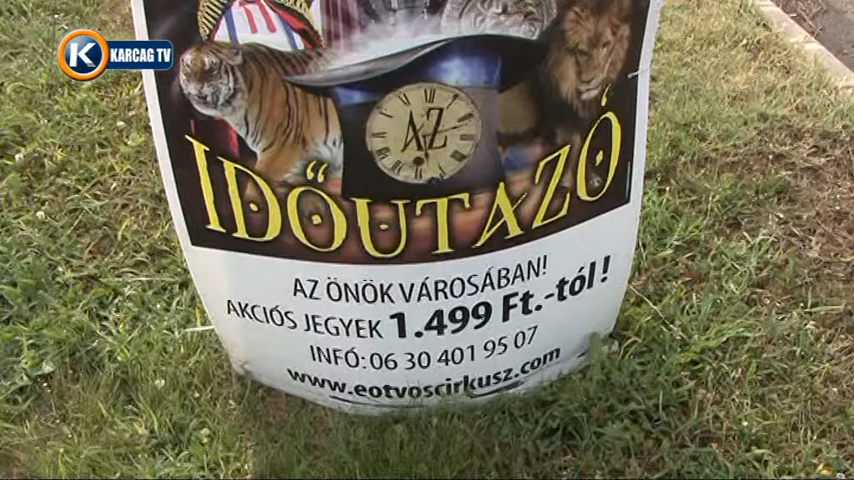 K KARCAG TV
AZ
IDŐUTAZÓ
AZ ÖNÖK VÁROSÁBAN!
AKCIÓS JEGYEK 1.499 Ft.-tól!
INFÓ: 06 30 401 95 07
www.eotvoscirkusz.com